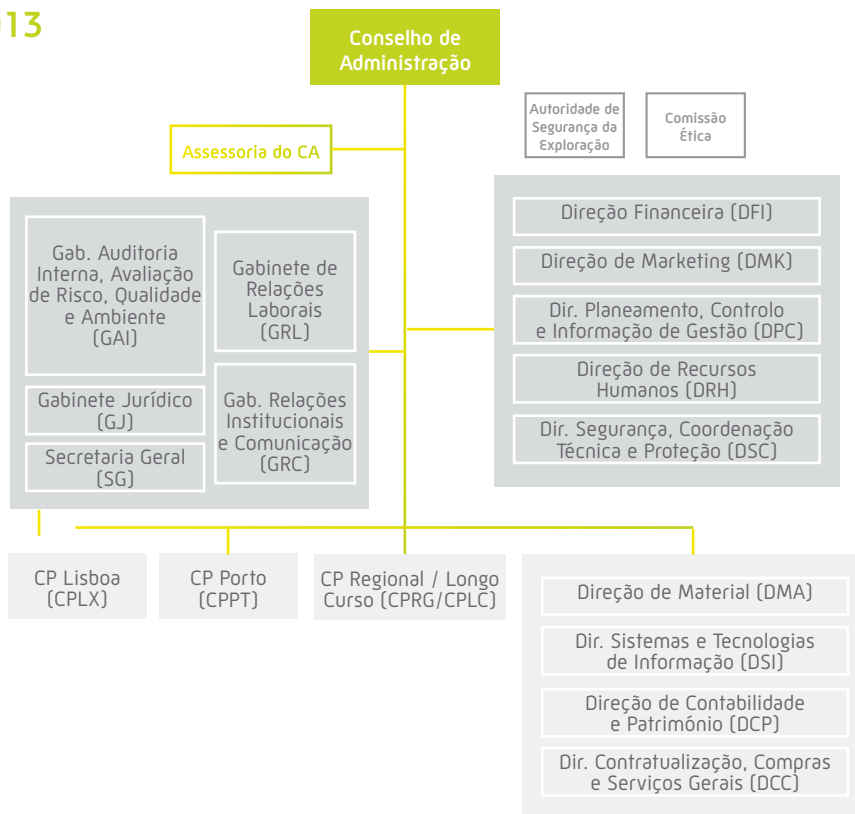 13
Conselho de
Administração
Autoridade de
Segurança da
Exploração
Comissão
Ética
Assessoria do CA
Gab. Auditoria
Interna, Avaliação
de Risco, Qualidade
e Ambiente
(GAI)
Gabinete de
Relações
Laborais
(GRL)
Gabinete Jurídico
(GJ)
Gab. Relações
Institucionais
e Comunicação
(GRC)
Secretaria Geral
(SG)
Direção Financeira (DFI)
Direção de Marketing (DMK)
Dir. Planeamento, Controlo
e Informação de Gestão (DPC)
Direção de Recursos
Humanos (DRH)
Dir. Segurança, Coordenação
Técnica e Proteção (DSC)
CP Lisboa
(CPLX)
CP Porto
(CPPT)
CP Regional / Longo
Curso (CPRG/CPLC)
Direção de Material (DMA)
Dir. Sistemas e Tecnologias
de Informação (DSI)
Direção de Contabilidade
e Património (DCP)
Dir. Contratualização, Compras
e Serviços Gerais (DCC)